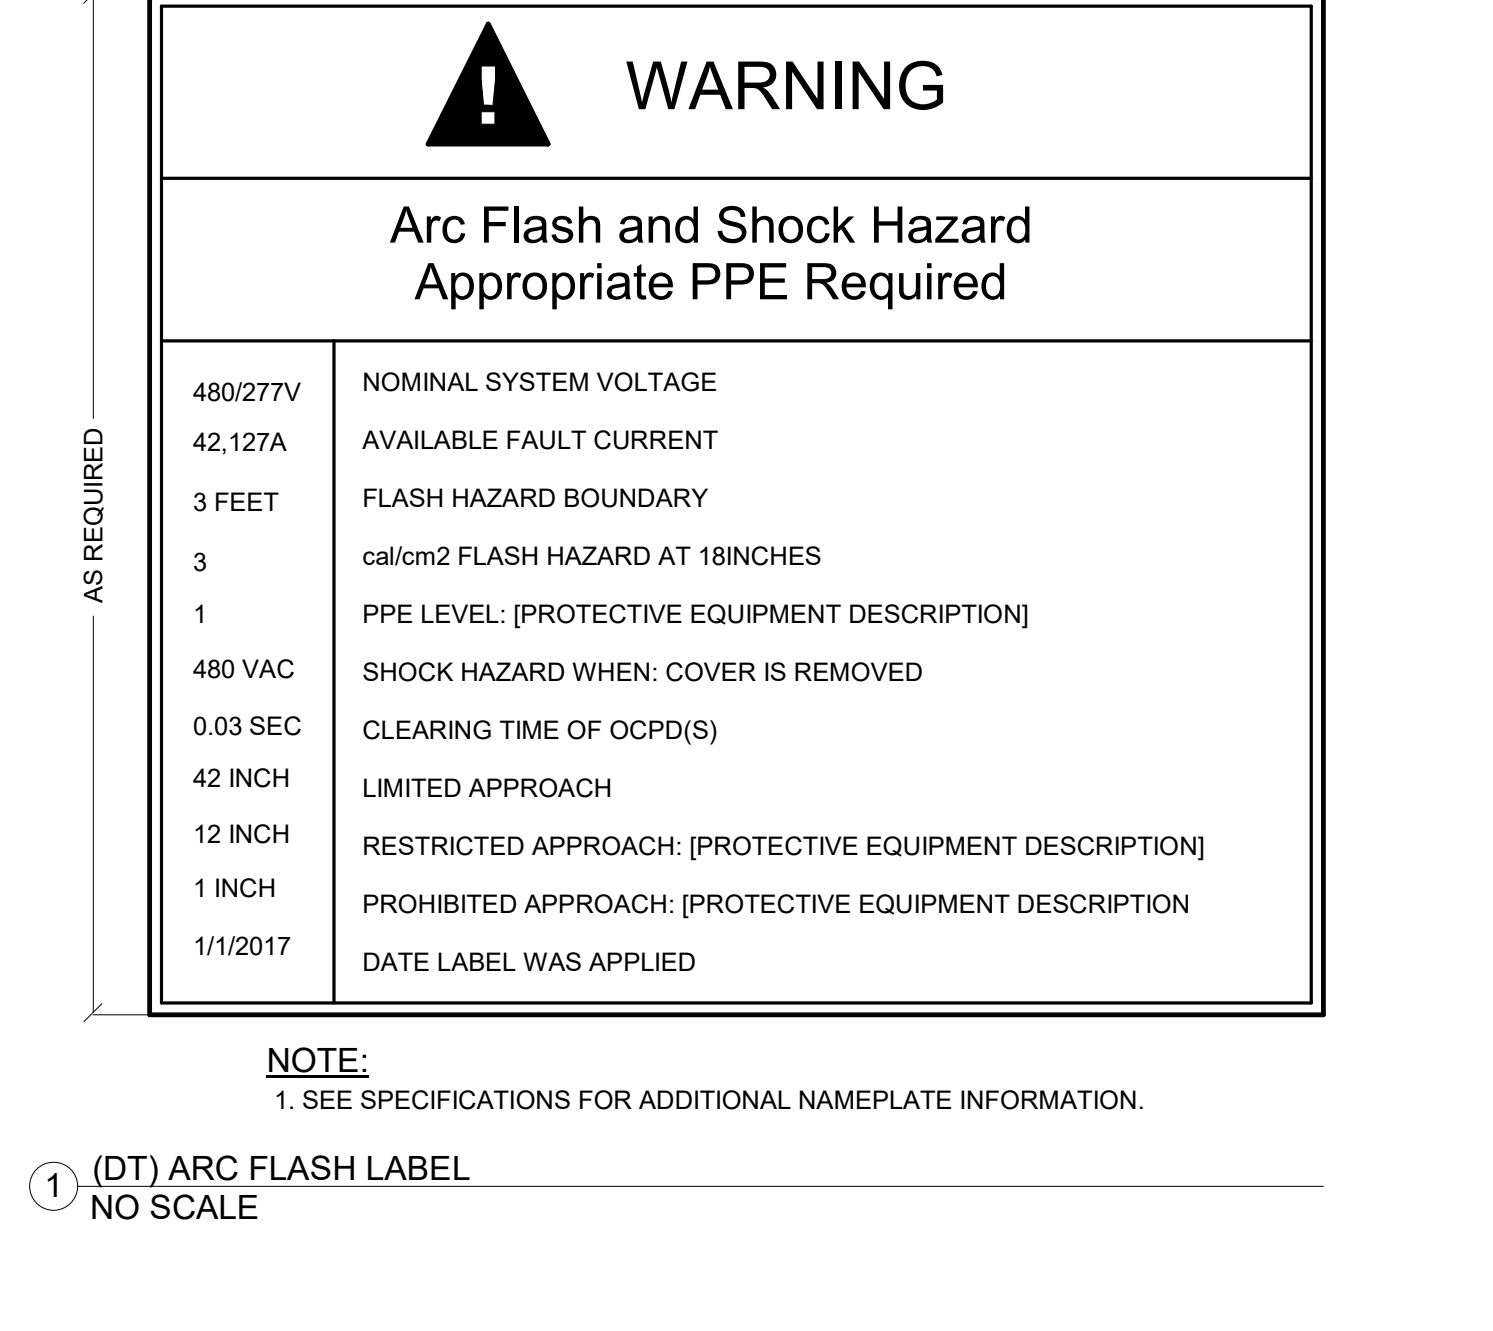 !
WARNING
Arc Flash and Shock Hazard
Appropriate PPE Required
480/277V NOMINAL SYSTEM VOLTAGE
42,127A AVAILABLE FAULT CURRENT
3 FEET FLASH HAZARD BOUNDARY
3 cal/cm2 FLASH HAZARD AT 18INCHES
1 PPE LEVEL: [PROTECTIVE EQUIPMENT DESCRIPTION]
480 VAC SHOCK HAZARD WHEN: COVER IS REMOVED
0.03 SEC CLEARING TIME OF OCPD(S)
42 INCH LIMITED APPROACH
12 INCH RESTRICTED APPROACH: [PROTECTIVE EQUIPMENT DESCRIPTION]
1 INCH PROHIBITED APPROACH: [PROTECTIVE EQUIPMENT DESCRIPTION
1/1/2017 DATE LABEL WAS APPLIED
AS REQUIRED
NOTE:
1. SEE SPECIFICATIONS FOR ADDITIONAL NAMEPLATE INFORMATION.
1 (DT) ARC FLASH LABEL
NO SCALE